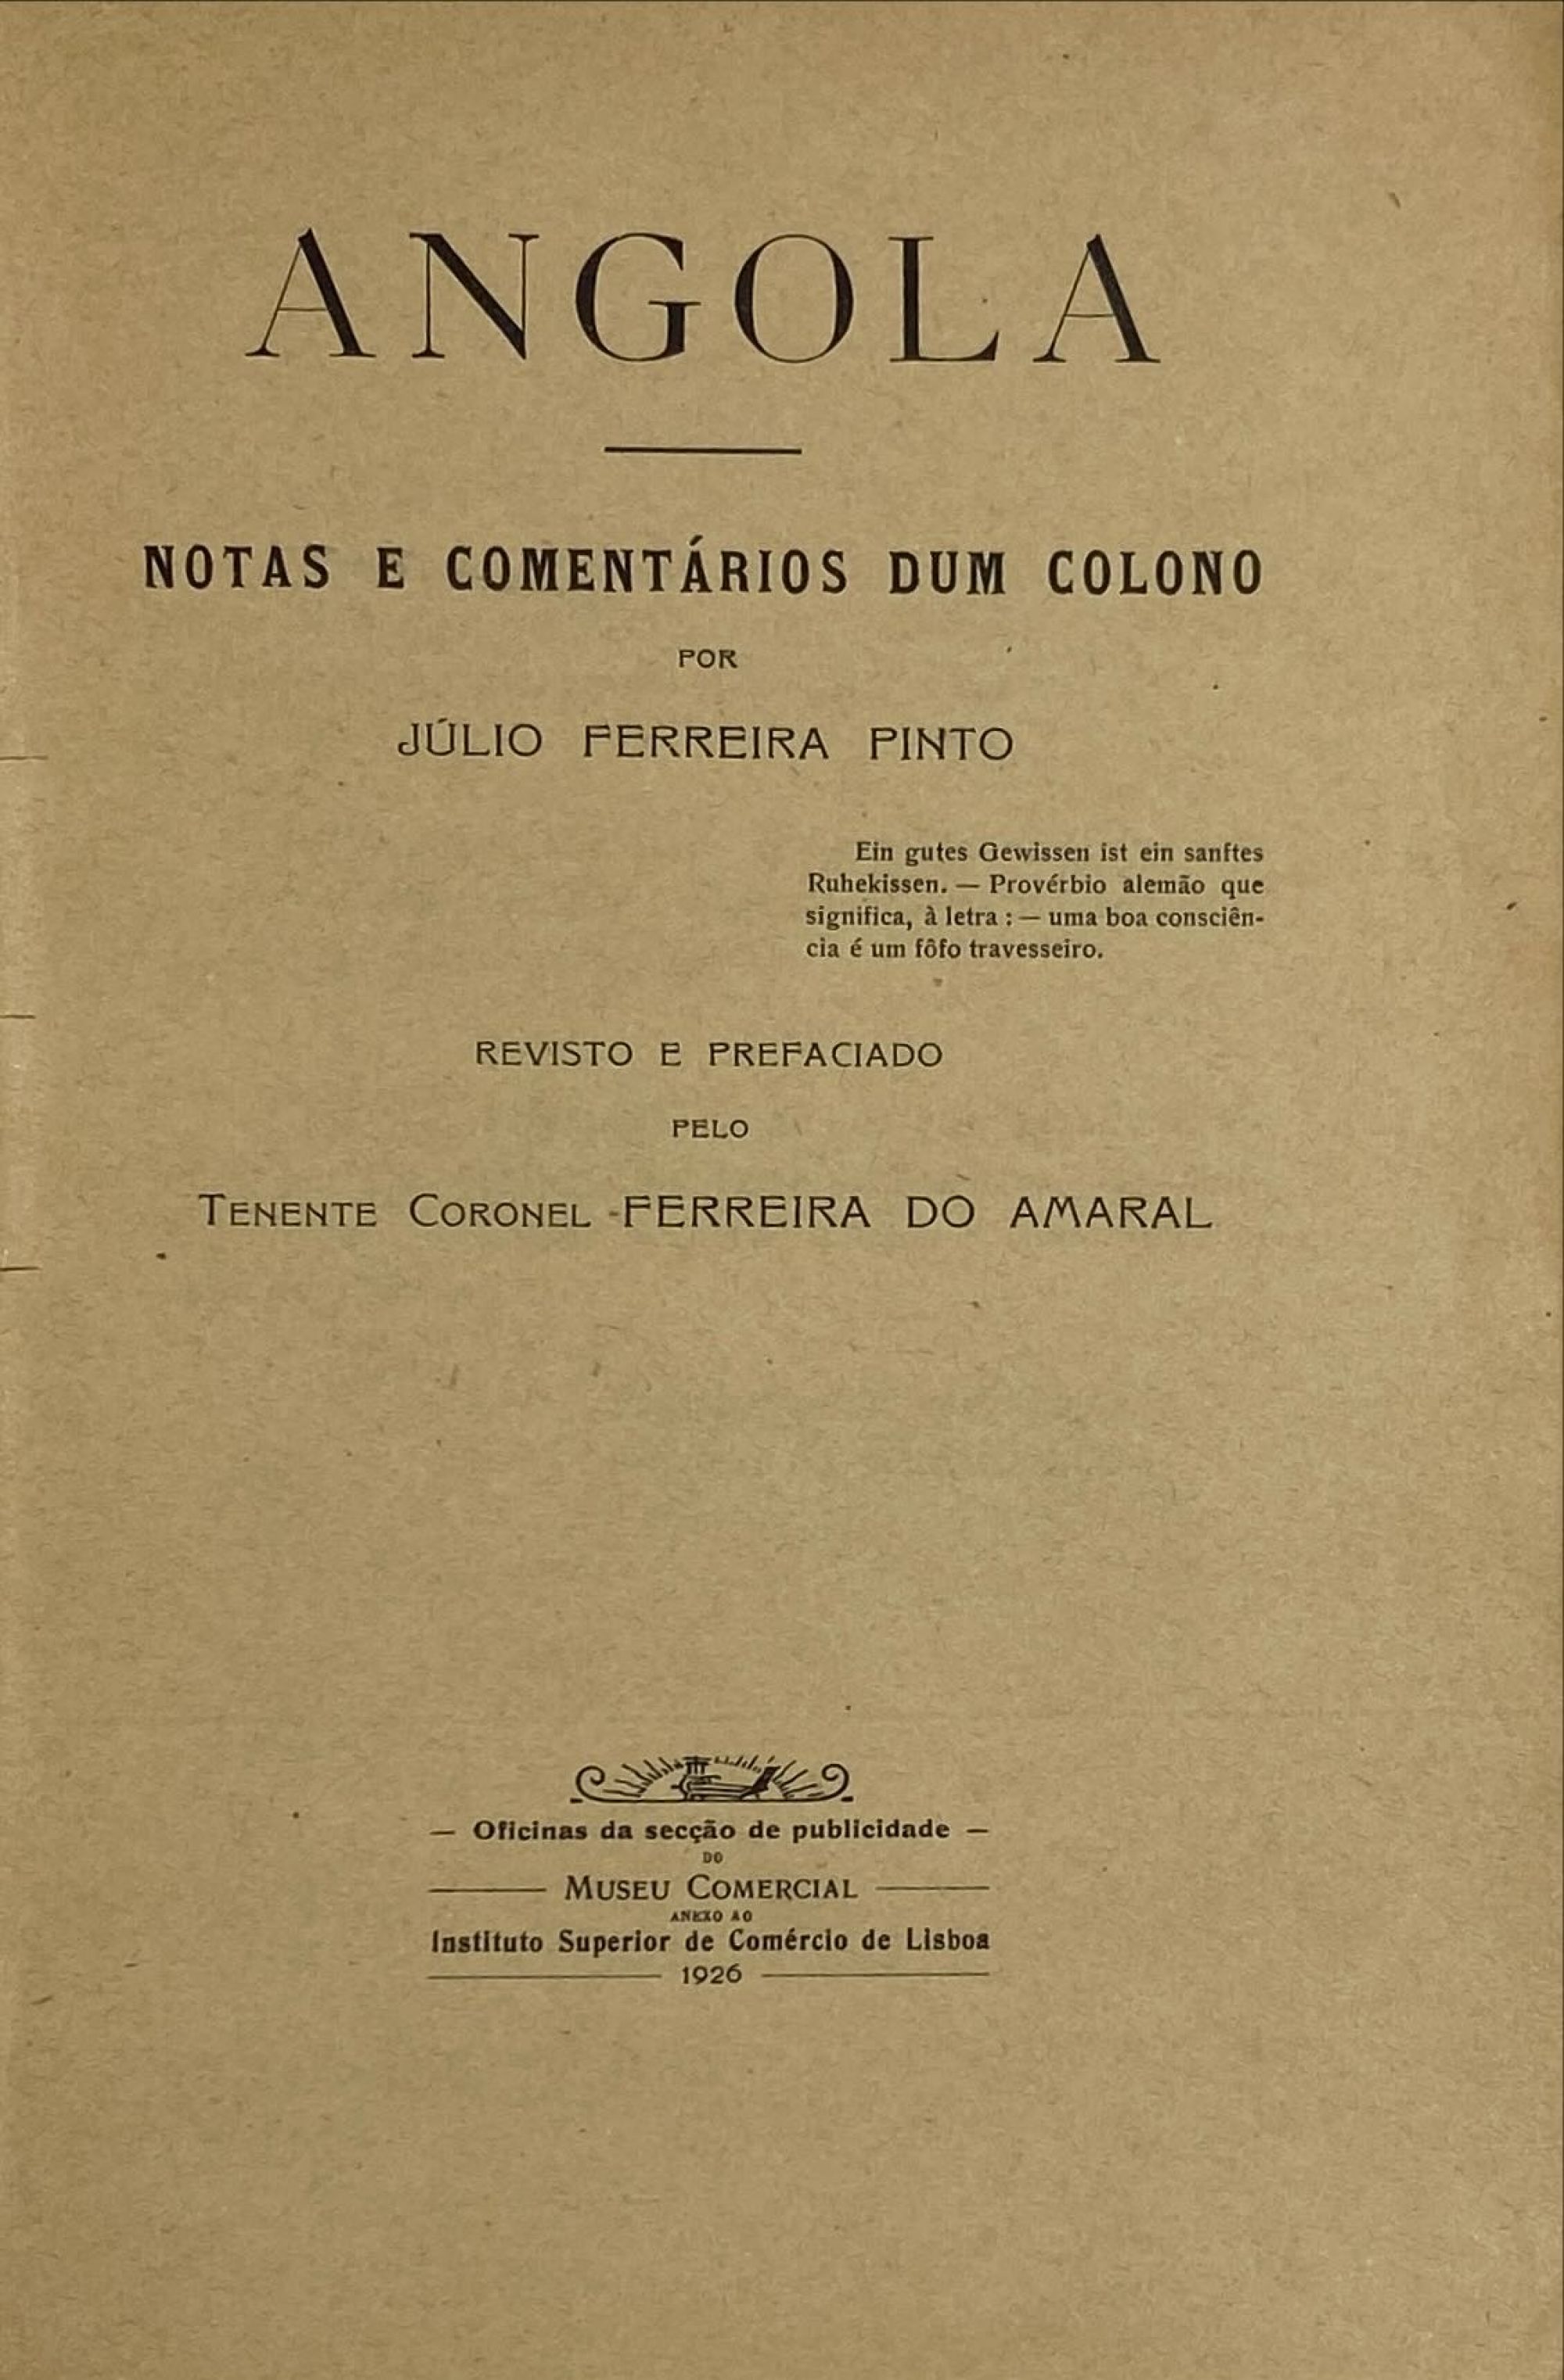 ANGOLA
NOTAS E COMENTÁRIOS DUM COLONO
POR
JÚLIO FERREIRA PINTO
Ein gutes Gewissen ist ein sanftes
Ruhekissen. — Provérbio alemão que
significa, à letra : — uma boa consciên-
cia é um fôfo travesseiro.
REVISTO E PREFACIADO
PELO
TENENTE CORONEL FERREIRA DO AMARAL
— Oficinas da secção de publicidade —
DO
MUSEU COMERCIAL
ANEXO AO
Instituto Superior de Comércio de Lisboa
1926